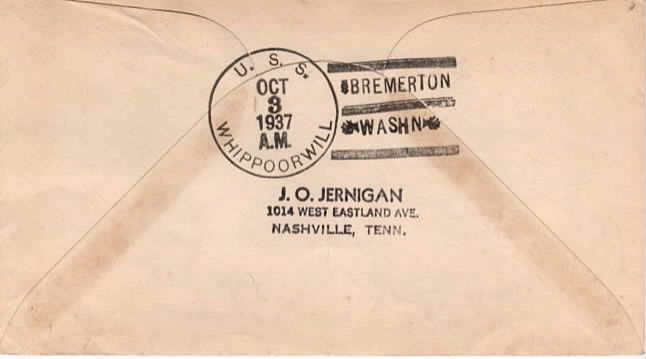 U. S. S.
OCT
3
1937
A.M.
WHIPPOORWILL
BREMERTON
WASHN
J. O. JERNIGAN
1014 WEST EASTLAND AVE.
NASHVILLE, TENN.